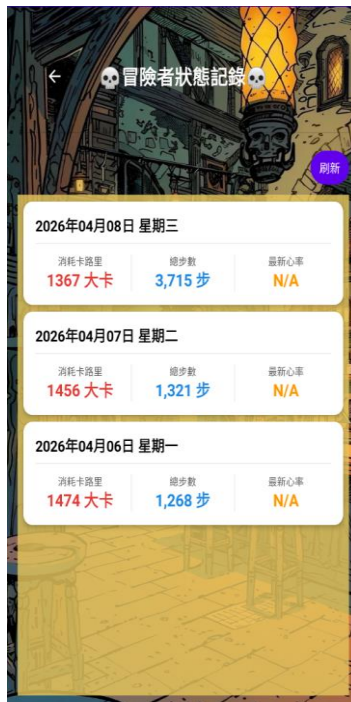 💀冒險者狀態記錄💀
刷新
2026年04月08日 星期三
消耗卡路里 總步數 最新心率
1367 大卡 3,715 步 N/A
2026年04月07日 星期二
消耗卡路里 總步數 最新心率
1456 大卡 1,321 步 N/A
2026年04月06日 星期一
消耗卡路里 總步數 最新心率
1474 大卡 1,268 步 N/A